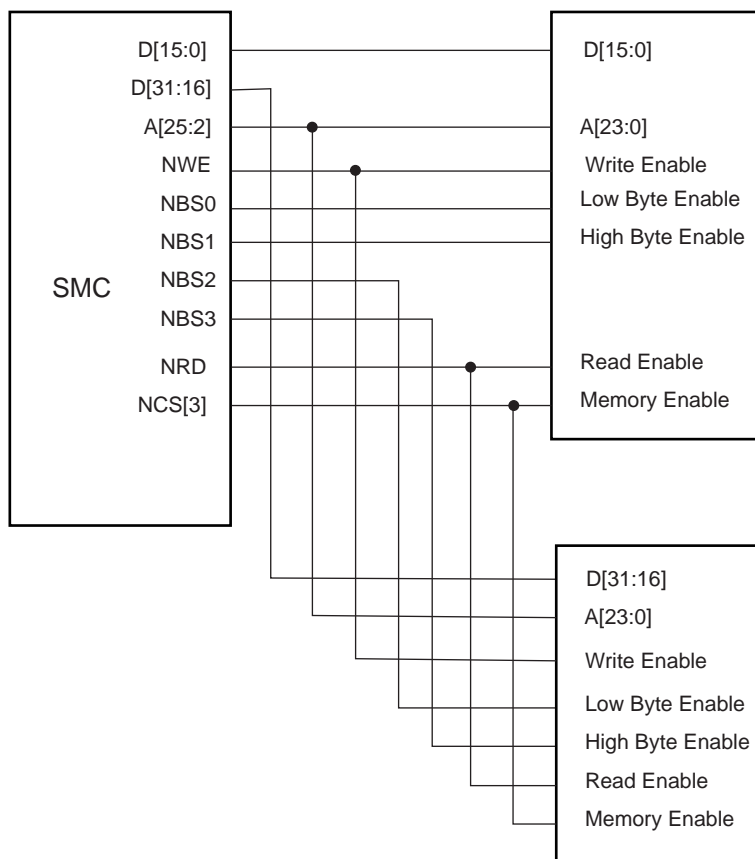 SMC
D[15:0]
D[31:16]
A[25:2]
NWE
NBS0
NBS1
NBS2
NBS3
NRD
NCS[3]
D[15:0]
A[23:0]
Write Enable
Low Byte Enable
High Byte Enable
Read Enable
Memory Enable
D[31:16]
A[23:0]
Write Enable
Low Byte Enable
High Byte Enable
Read Enable
Memory Enable